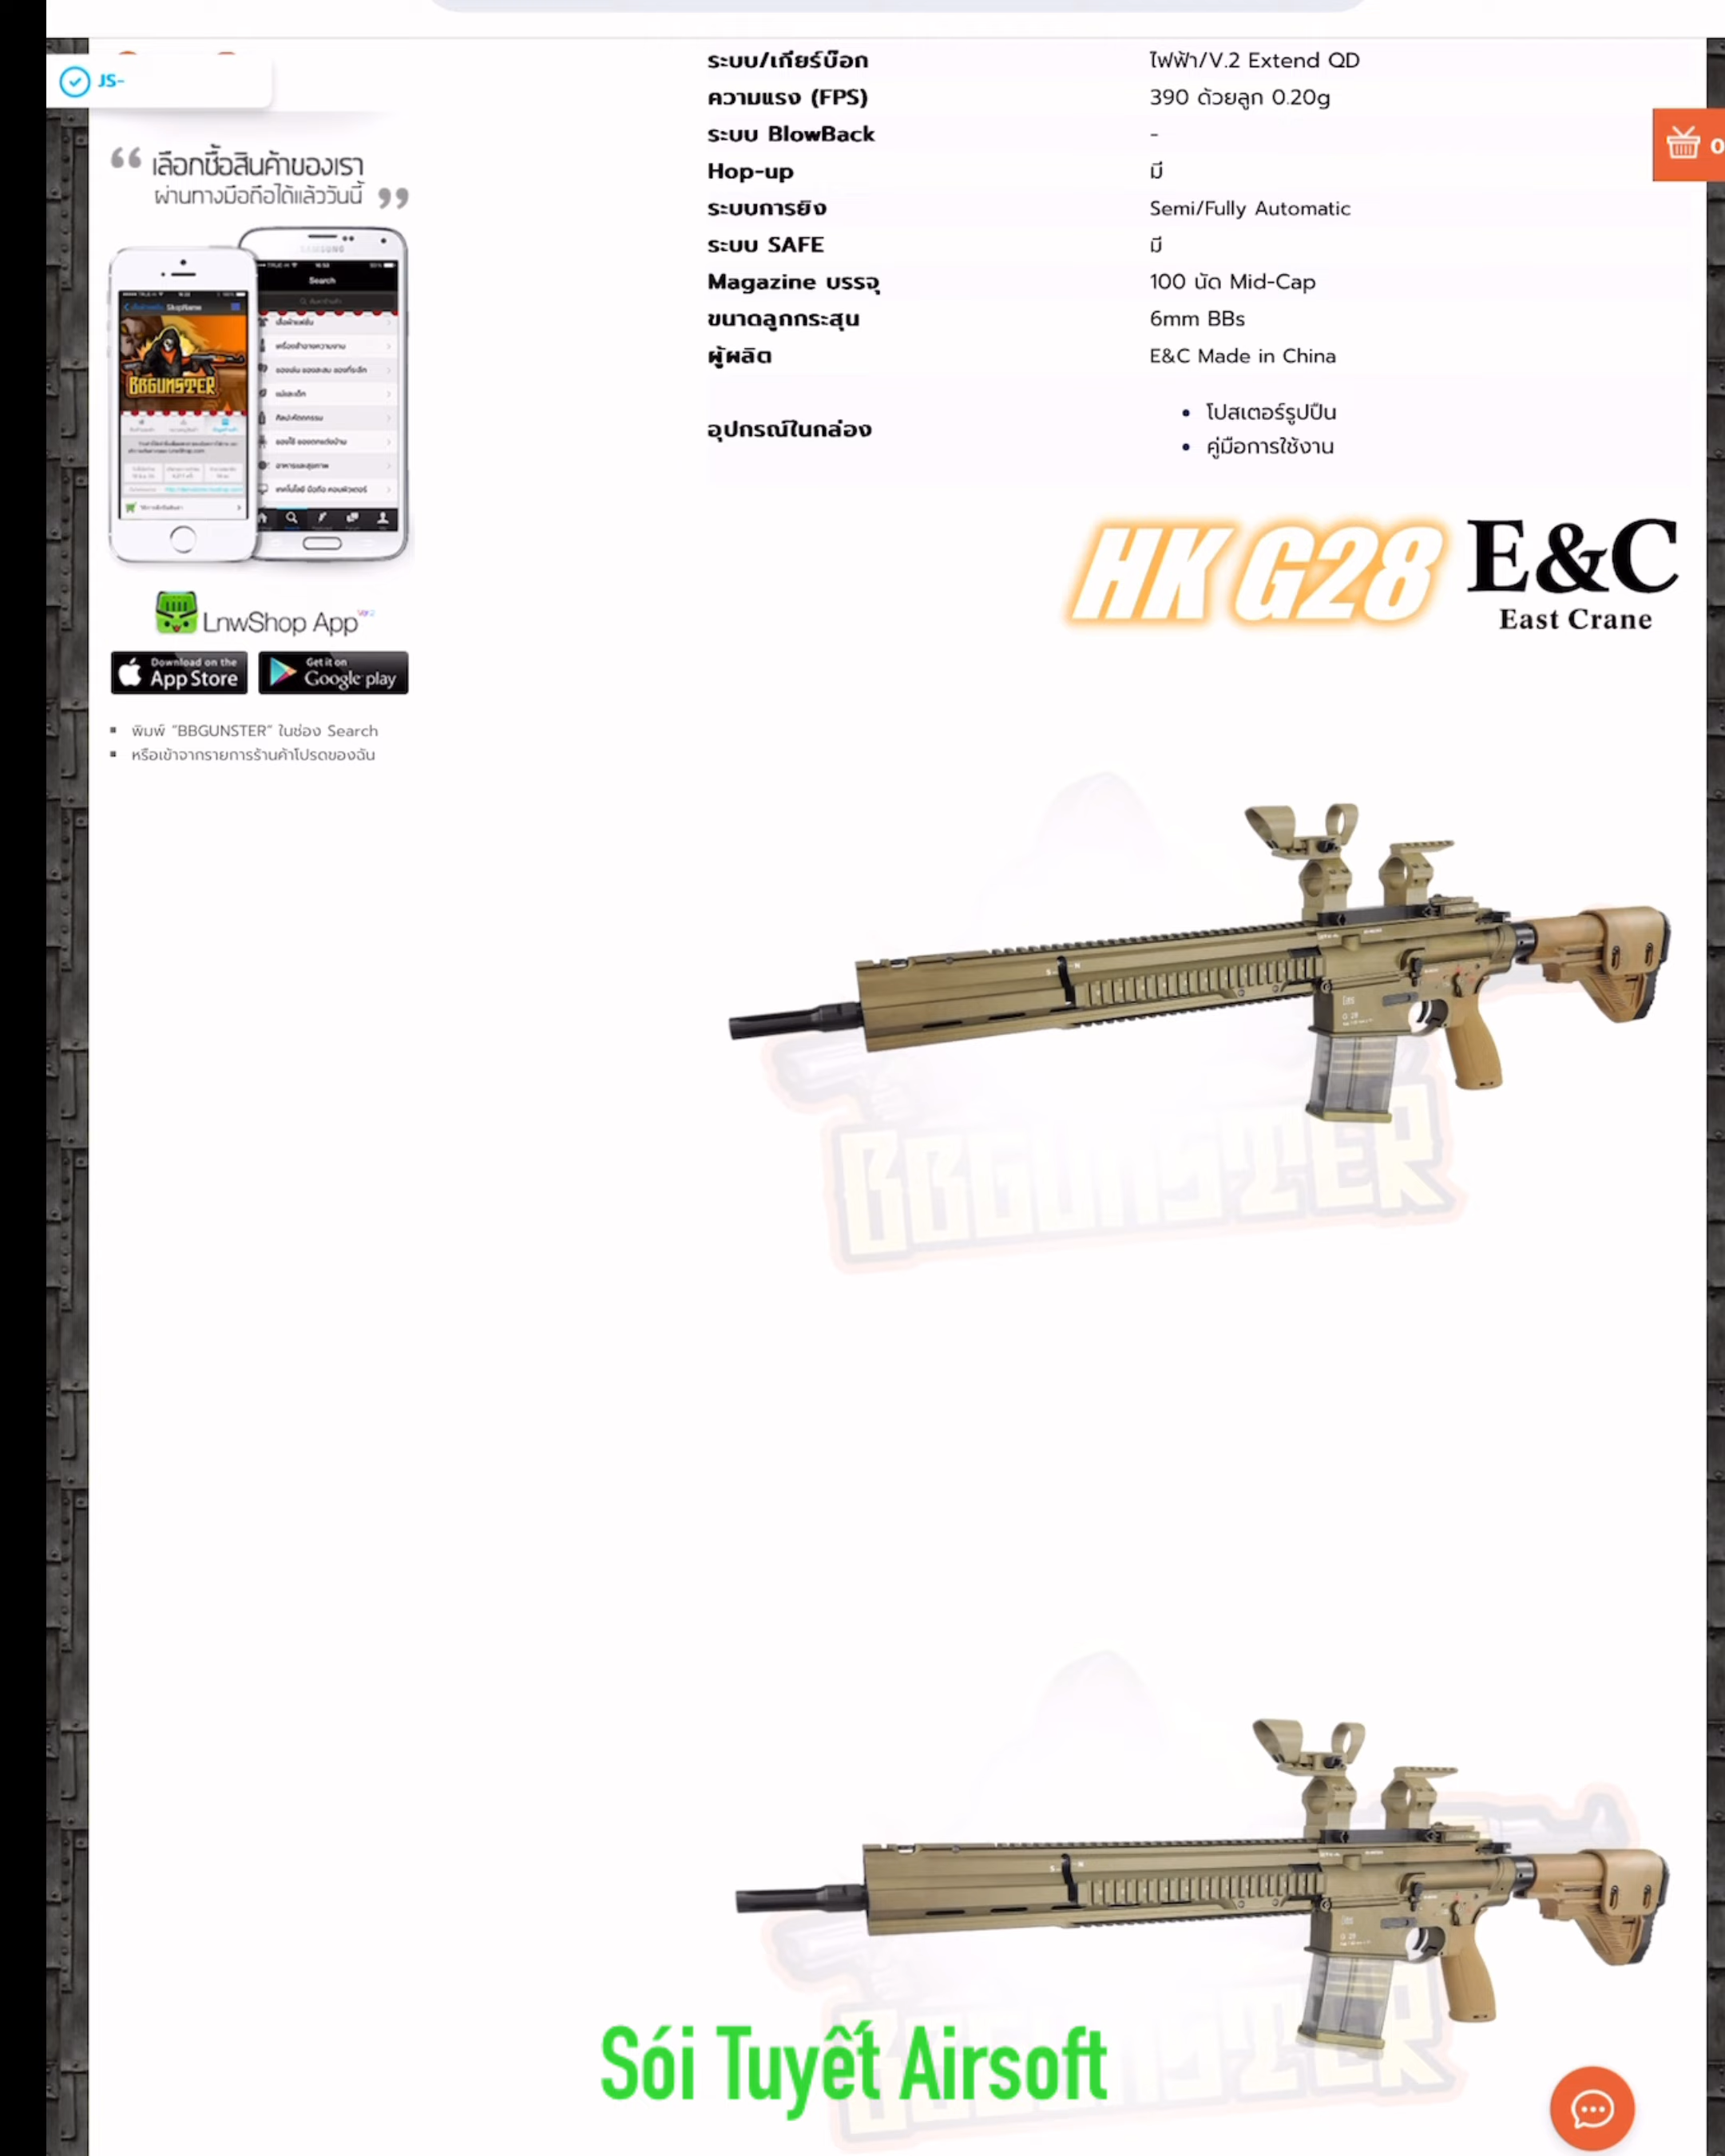 JS-
ระบบ/เกียร์บ๊อก ไฟฟ้า/V.2 Extend QD
ความแรง (FPS) 390 ด้วยลูก 0.20g
ระบบ BlowBack -
Hop-up มี
ระบบการยิง Semi/Fully Automatic
ระบบ SAFE มี
Magazine บรรจุ 100 นัด Mid-Cap
ขนาดลูกกระสุน 6mm BBs
ผู้ผลิต E&C Made in China
อุปกรณ์ในกล่อง
• โปสเตอร์รูปปืน
• คู่มือการใช้งาน
0
“ เลือกซื้อสินค้าของเรา
ผ่านทางมือถือได้แล้ววันนี้ ”
SAMSUNG
Search
ShopName
BBGUNSTER
LnwShop App
Download on the
App Store
Get it on
Google play
พิมพ์ "BBGUNSTER" ในช่อง Search
หรือเข้าจากรายการร้านค้าโปรดของฉัน
HK G28
E&C
East Crane
G 28
BBGUNSTER
G 28
Sói Tuyết Airsoft